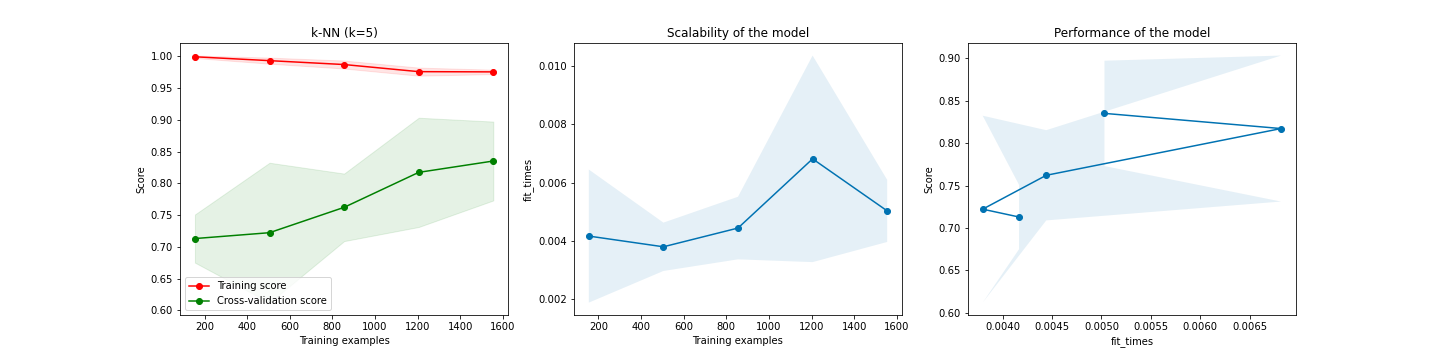 k-NN (k=5)
Score
1.00
0.95
0.90
0.85
0.80
0.75
0.70
0.65
0.60
Training score
Cross-validation score
200 400 600 800 1000 1200 1400 1600
Training examples
Scalability of the model
fit_times
0.010
0.008
0.006
0.004
0.002
200 400 600 800 1000 1200 1400 1600
Training examples
Performance of the model
Score
0.90
0.85
0.80
0.75
0.70
0.65
0.60
0.0040 0.0045 0.0050 0.0055 0.0060 0.0065
fit_times